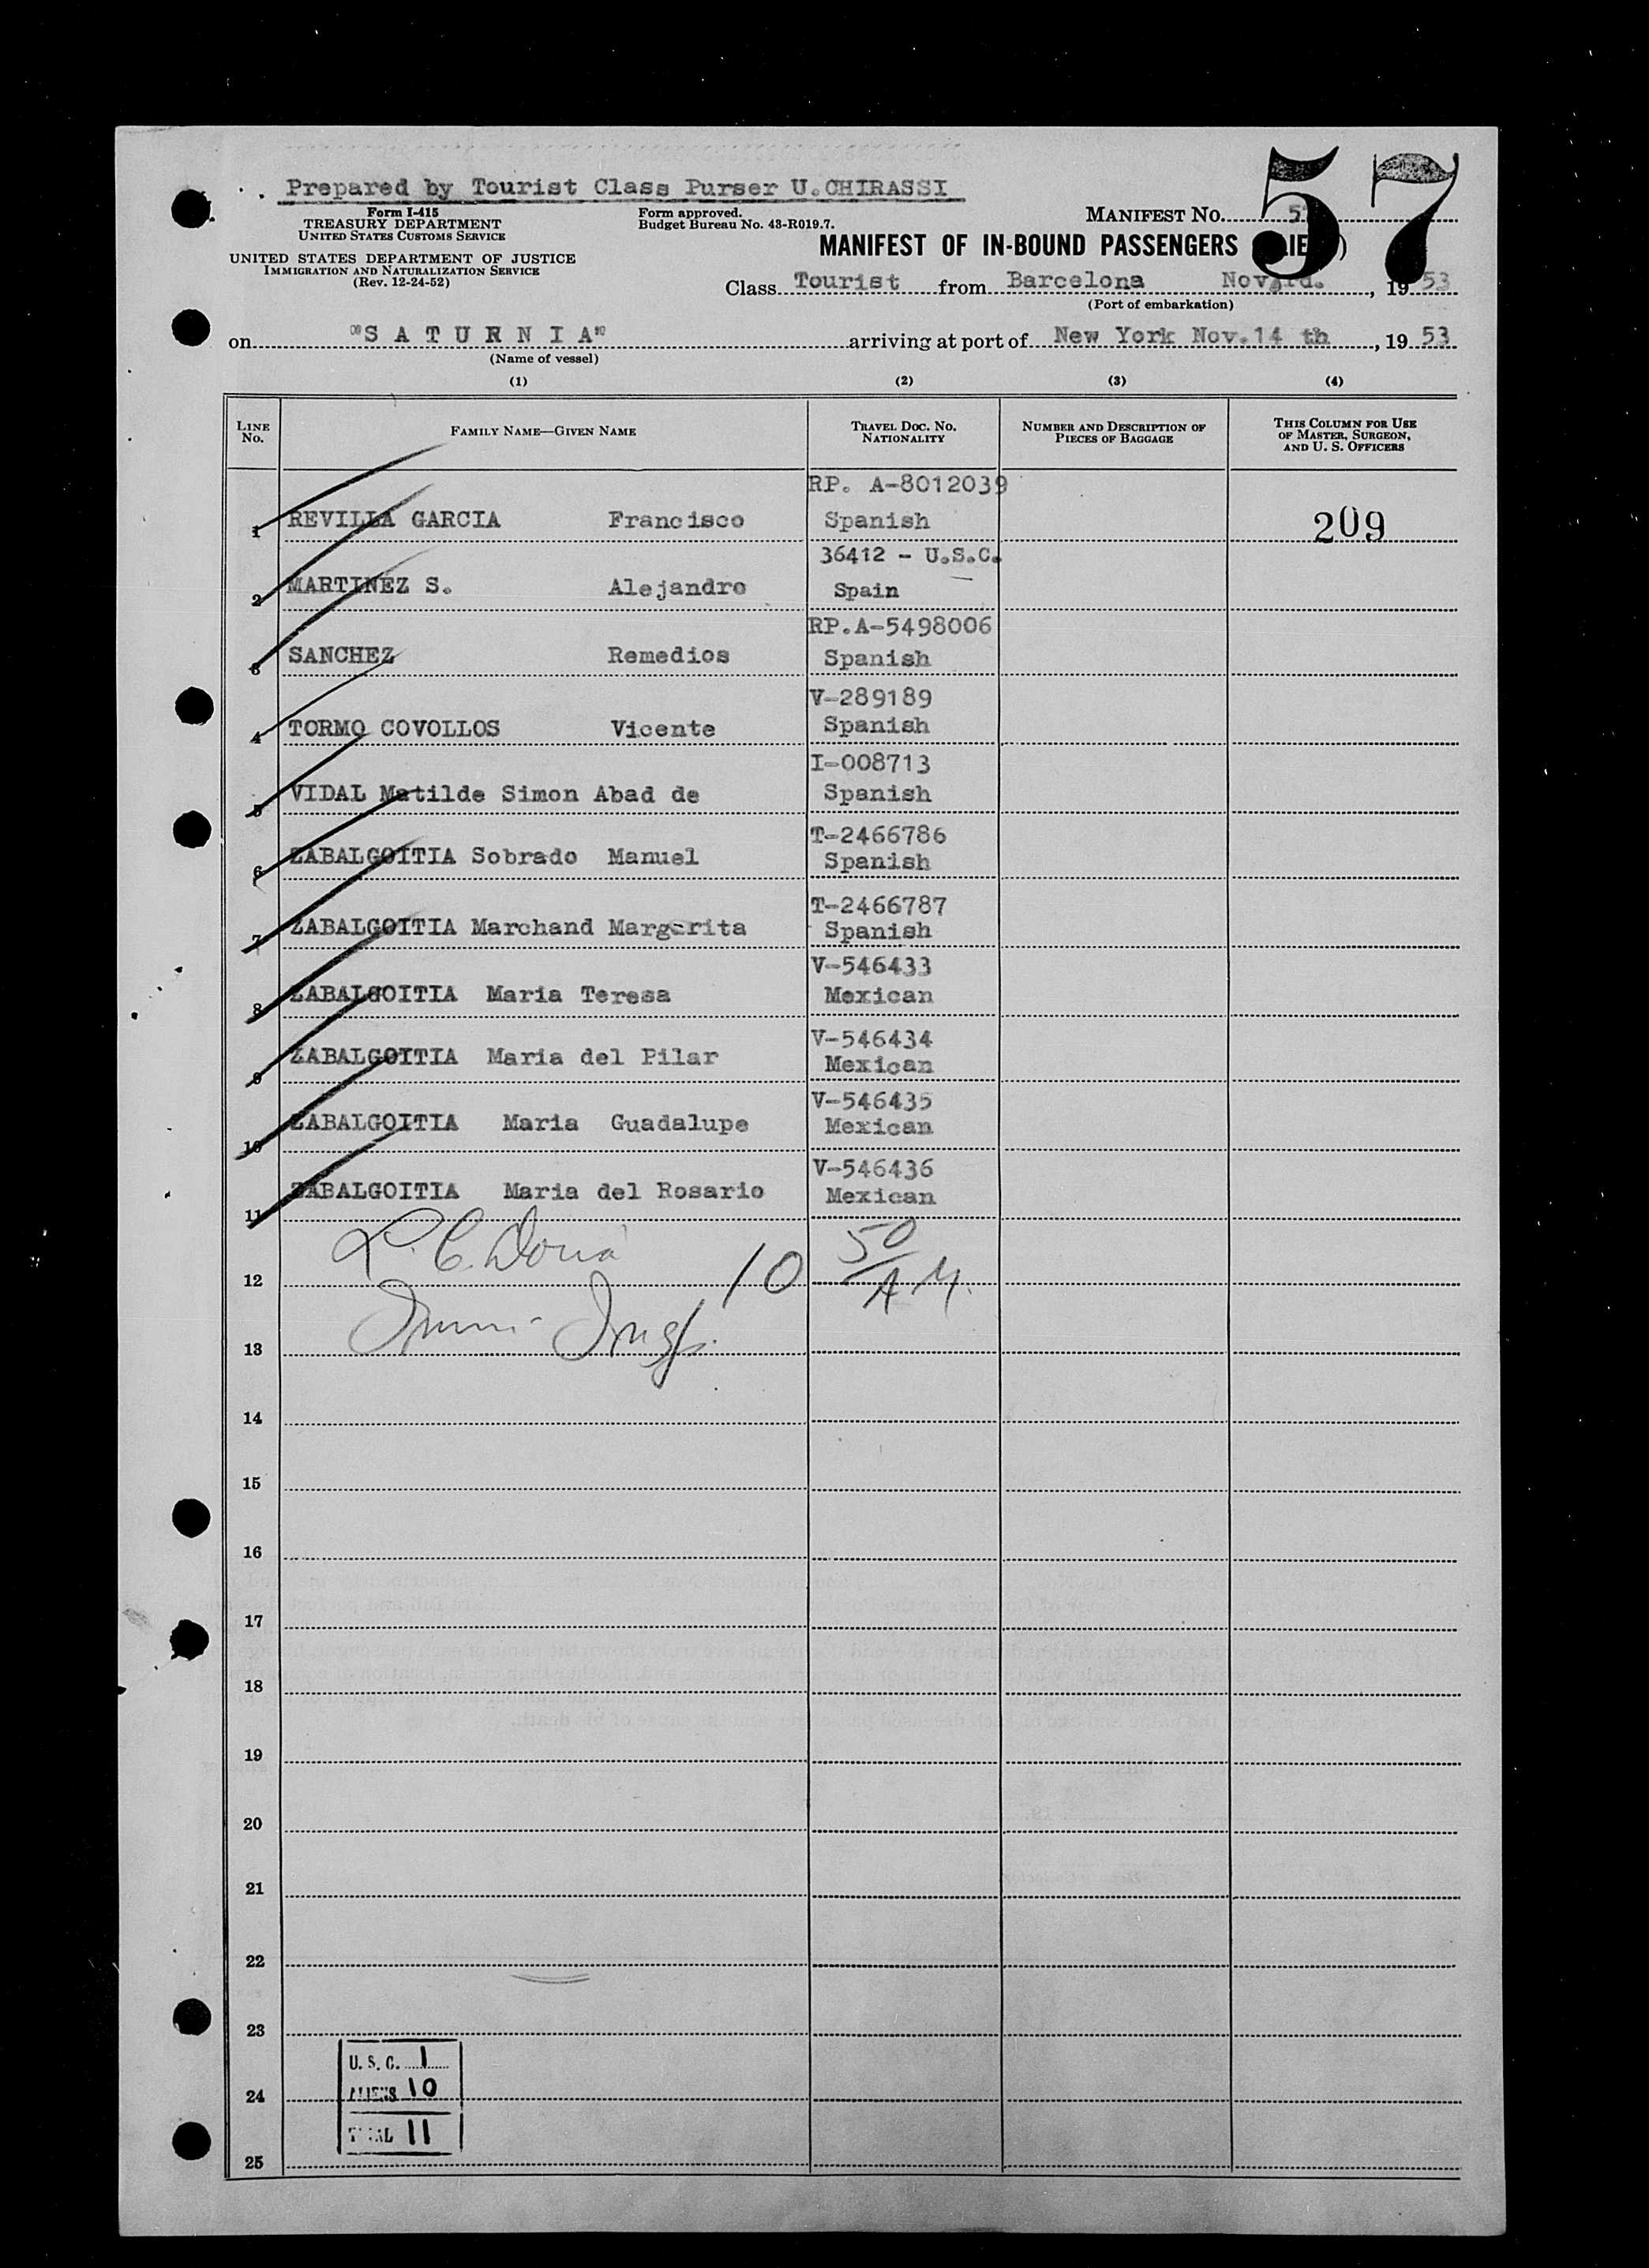 Prepared by Tourist Class Purser U.CHIRASSI
57
Form I-415
TREASURY DEPARTMENT
UNITED STATES CUSTOMS SERVICE
Form approved.
Budget Bureau No. 43-R019.7.
MANIFEST NO.
UNITED STATES DEPARTMENT OF JUSTICE
IMMIGRATION AND NATURALIZATION SERVICE
(Rev. 12-24-52)
MANIFEST OF IN-BOUND PASSENGERS
Class Tourist from Barcelona Nov. 3rd. , 19 53
(Port of embarkation)
on "SATURNIA" arriving at port of New York Nov.14 th , 19 53
(Name of vessel)
(1) (2) (3) (4)
LINE NO. FAMILY NAME—GIVEN NAME TRAVEL DOC. NO. NATIONALITY NUMBER AND DESCRIPTION OF PIECES OF BAGGAGE THIS COLUMN FOR USE OF MASTER, SURGEON, AND U. S. OFFICERS
RP. A-8012039
1 REVILLA GARCIA Francisco Spanish 209
36412 - U.S.C.
2 MARTINEZ S. Alejandro Spain
RP.A-5498006
3 SANCHEZ Remedios Spanish
V-289189
4 TORMO COVOLLOS Vicente Spanish
I-008713
5 VIDAL Matilde Simon Abad de Spanish
T-2466786
6 ZABALGOITIA Sobrado Manuel Spanish
T-2466787
7 ZABALGOITIA Marchand Margarita Spanish
V-546433
8 ZABALGOITIA Maria Teresa Mexican
V-546434
9 ZABALGOITIA Maria del Pilar Mexican
V-546435
10 ZABALGOITIA Maria Guadalupe Mexican
V-546436
11 ZABALGOITIA Maria del Rosario Mexican
12 10 50 A M.
13
14
15
16
17
18
19
20
21
22
23
U. S. C. 1
24 ALIENS 10
TOTAL 11
25